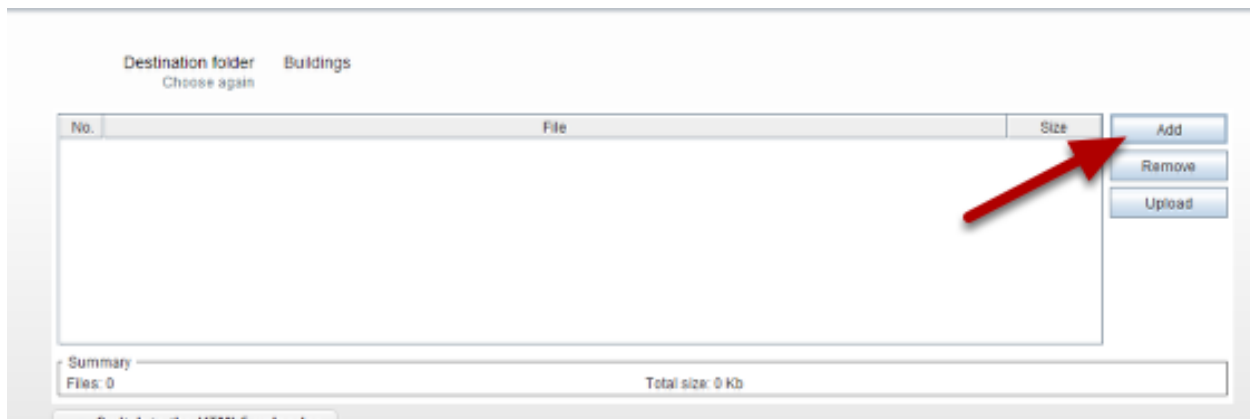 Destination folder Buildings
Choose again
No. File Size
Add
Remove
Upload
Summary
Files: 0 Total size: 0 Kb